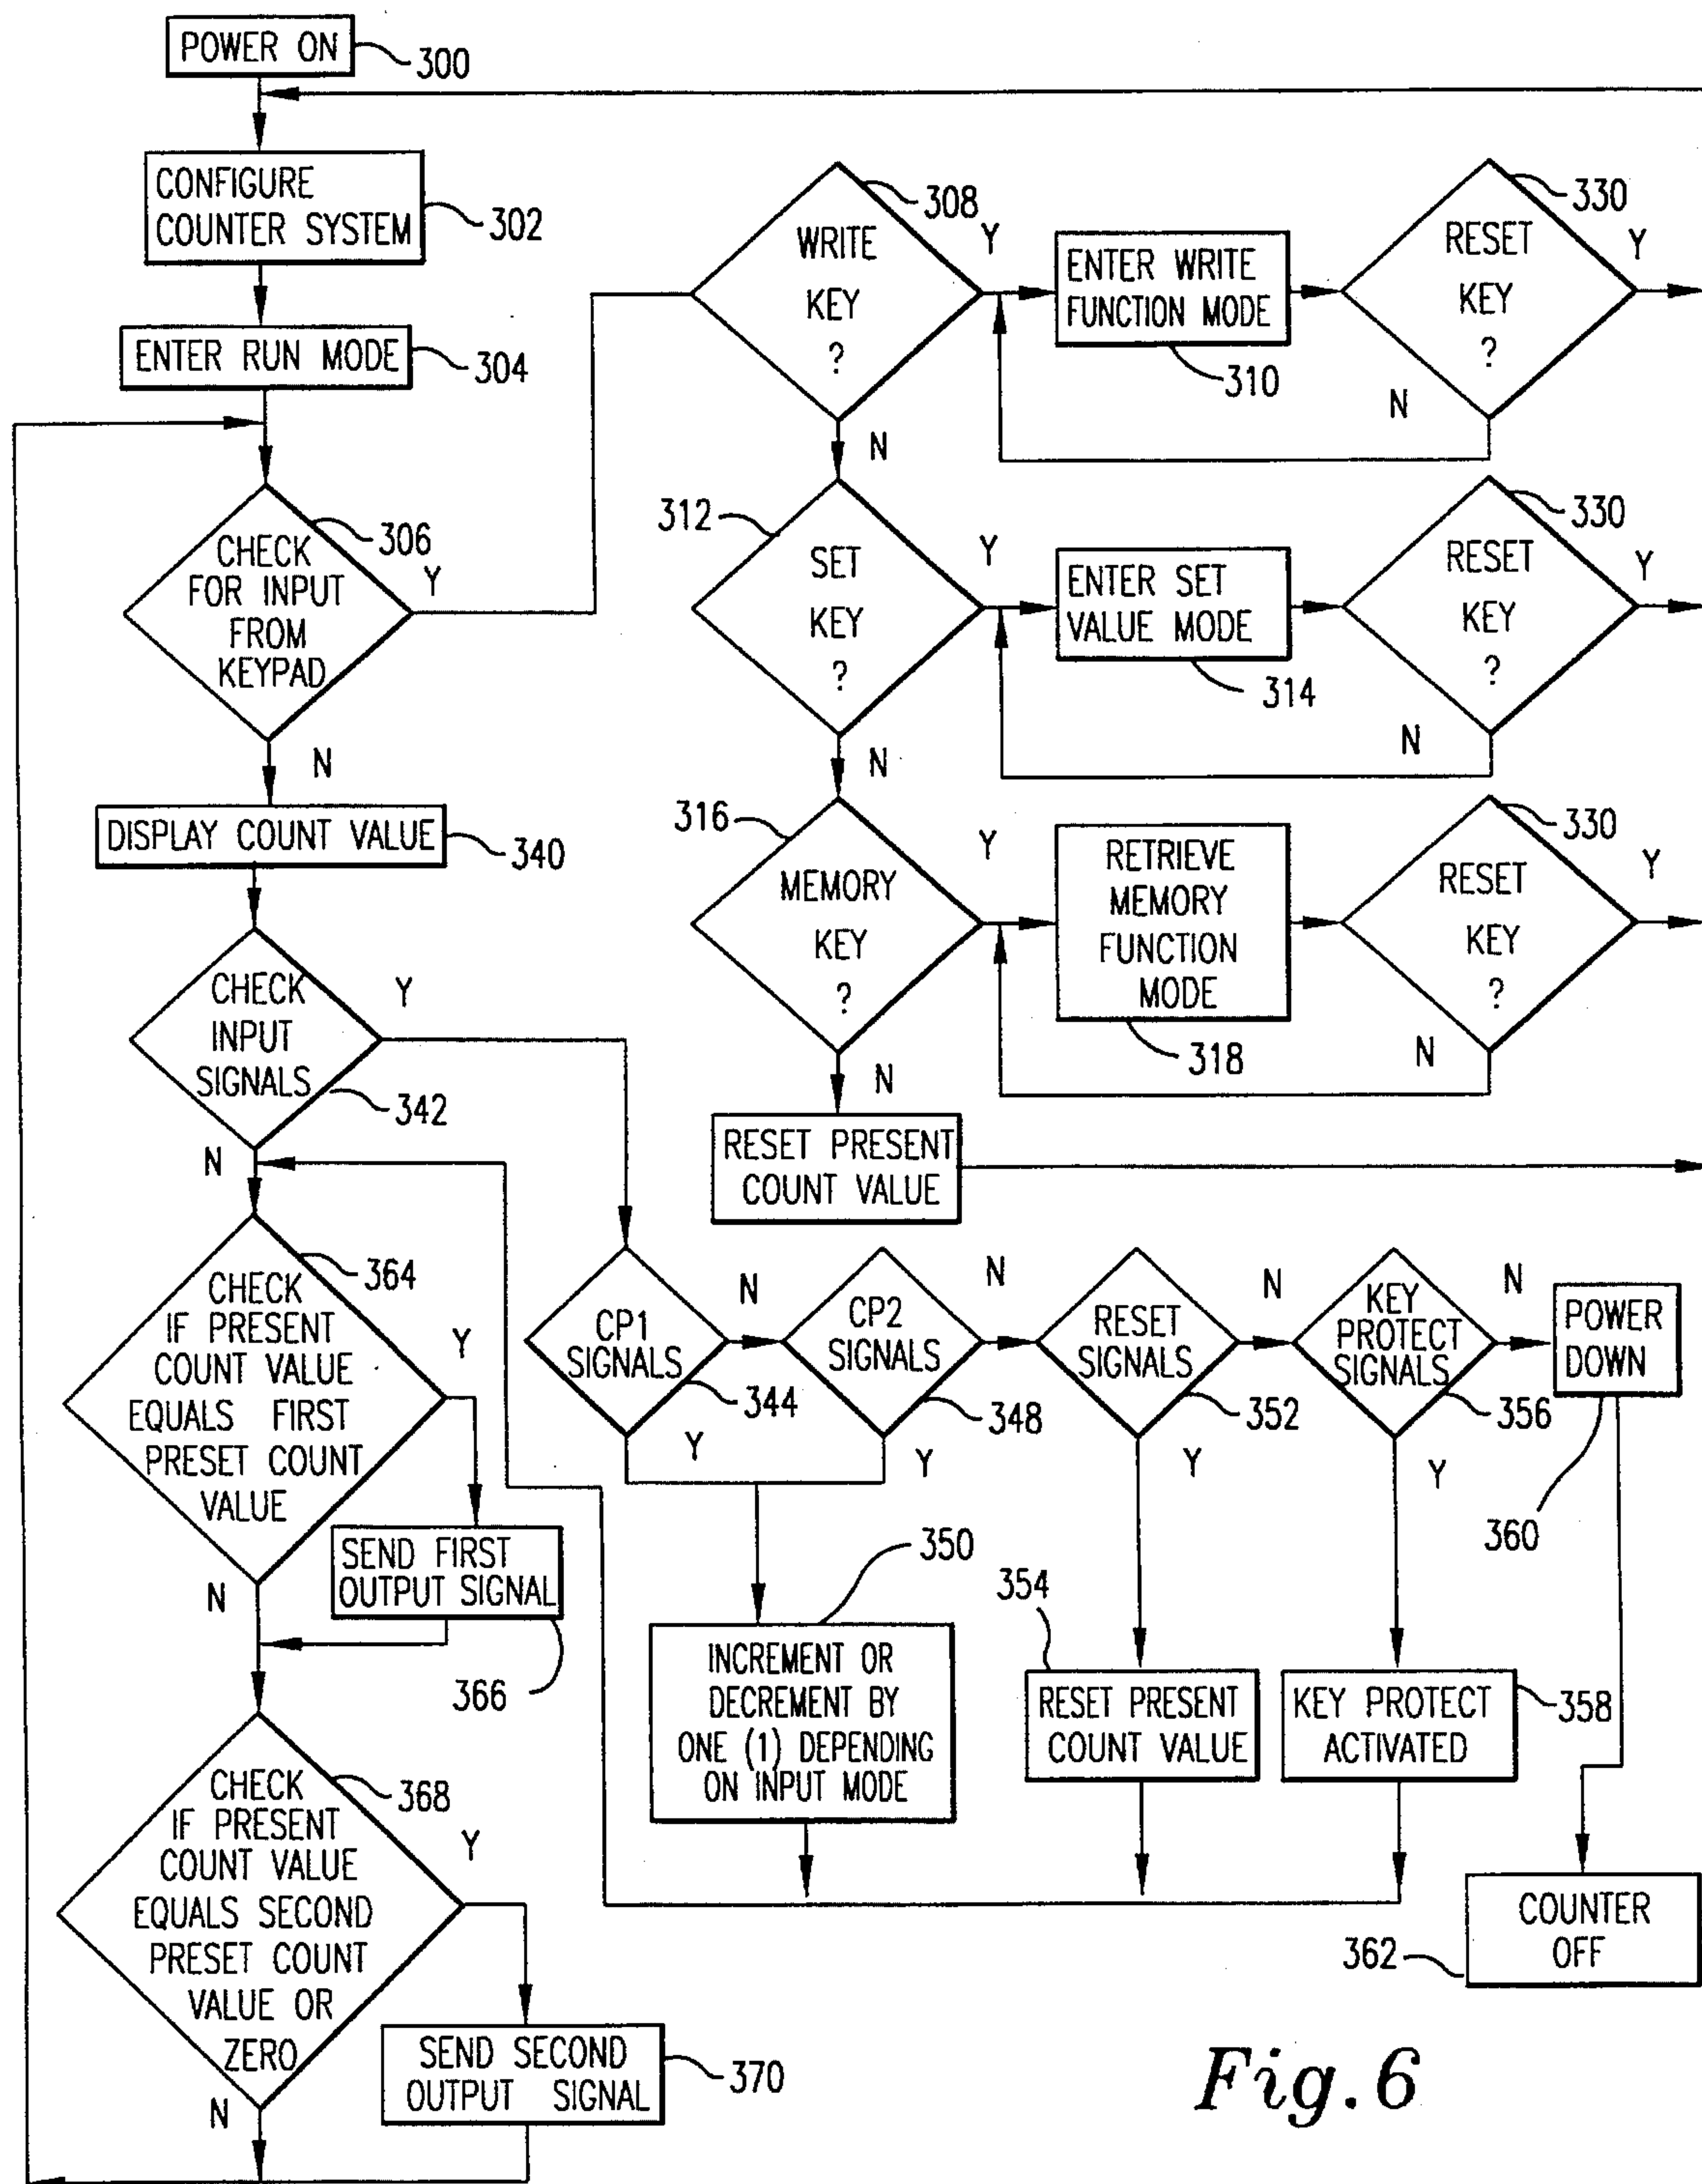 POWER ON
300
CONFIGURE
COUNTER SYSTEM
302
ENTER RUN MODE
304
CHECK
FOR INPUT
FROM
KEYPAD
306
Y
N
WRITE
KEY
?
308
Y
N
ENTER WRITE
FUNCTION MODE
310
RESET
KEY
?
330
Y
N
312
SET
KEY
?
Y
N
ENTER SET
VALUE MODE
314
RESET
KEY
?
330
Y
N
316
MEMORY
KEY
?
Y
N
RETRIEVE
MEMORY
FUNCTION
MODE
318
RESET
KEY
?
330
Y
N
RESET PRESENT
COUNT VALUE
DISPLAY COUNT VALUE
340
CHECK
INPUT
SIGNALS
342
Y
N
CP1
SIGNALS
344
N
Y
CP2
SIGNALS
348
N
Y
RESET
SIGNALS
352
N
Y
KEY
PROTECT
SIGNALS
356
N
Y
POWER
DOWN
360
350
INCREMENT OR
DECREMENT BY
ONE (1) DEPENDING
ON INPUT MODE
354
RESET PRESENT
COUNT VALUE
KEY PROTECT
ACTIVATED
358
COUNTER
OFF
362
CHECK
IF PRESENT
COUNT VALUE
EQUALS FIRST
PRESET COUNT
VALUE
364
Y
N
SEND FIRST
OUTPUT SIGNAL
366
CHECK
IF PRESENT
COUNT VALUE
EQUALS SECOND
PRESET COUNT
VALUE OR
ZERO
368
Y
N
SEND SECOND
OUTPUT SIGNAL
370
Fig. 6